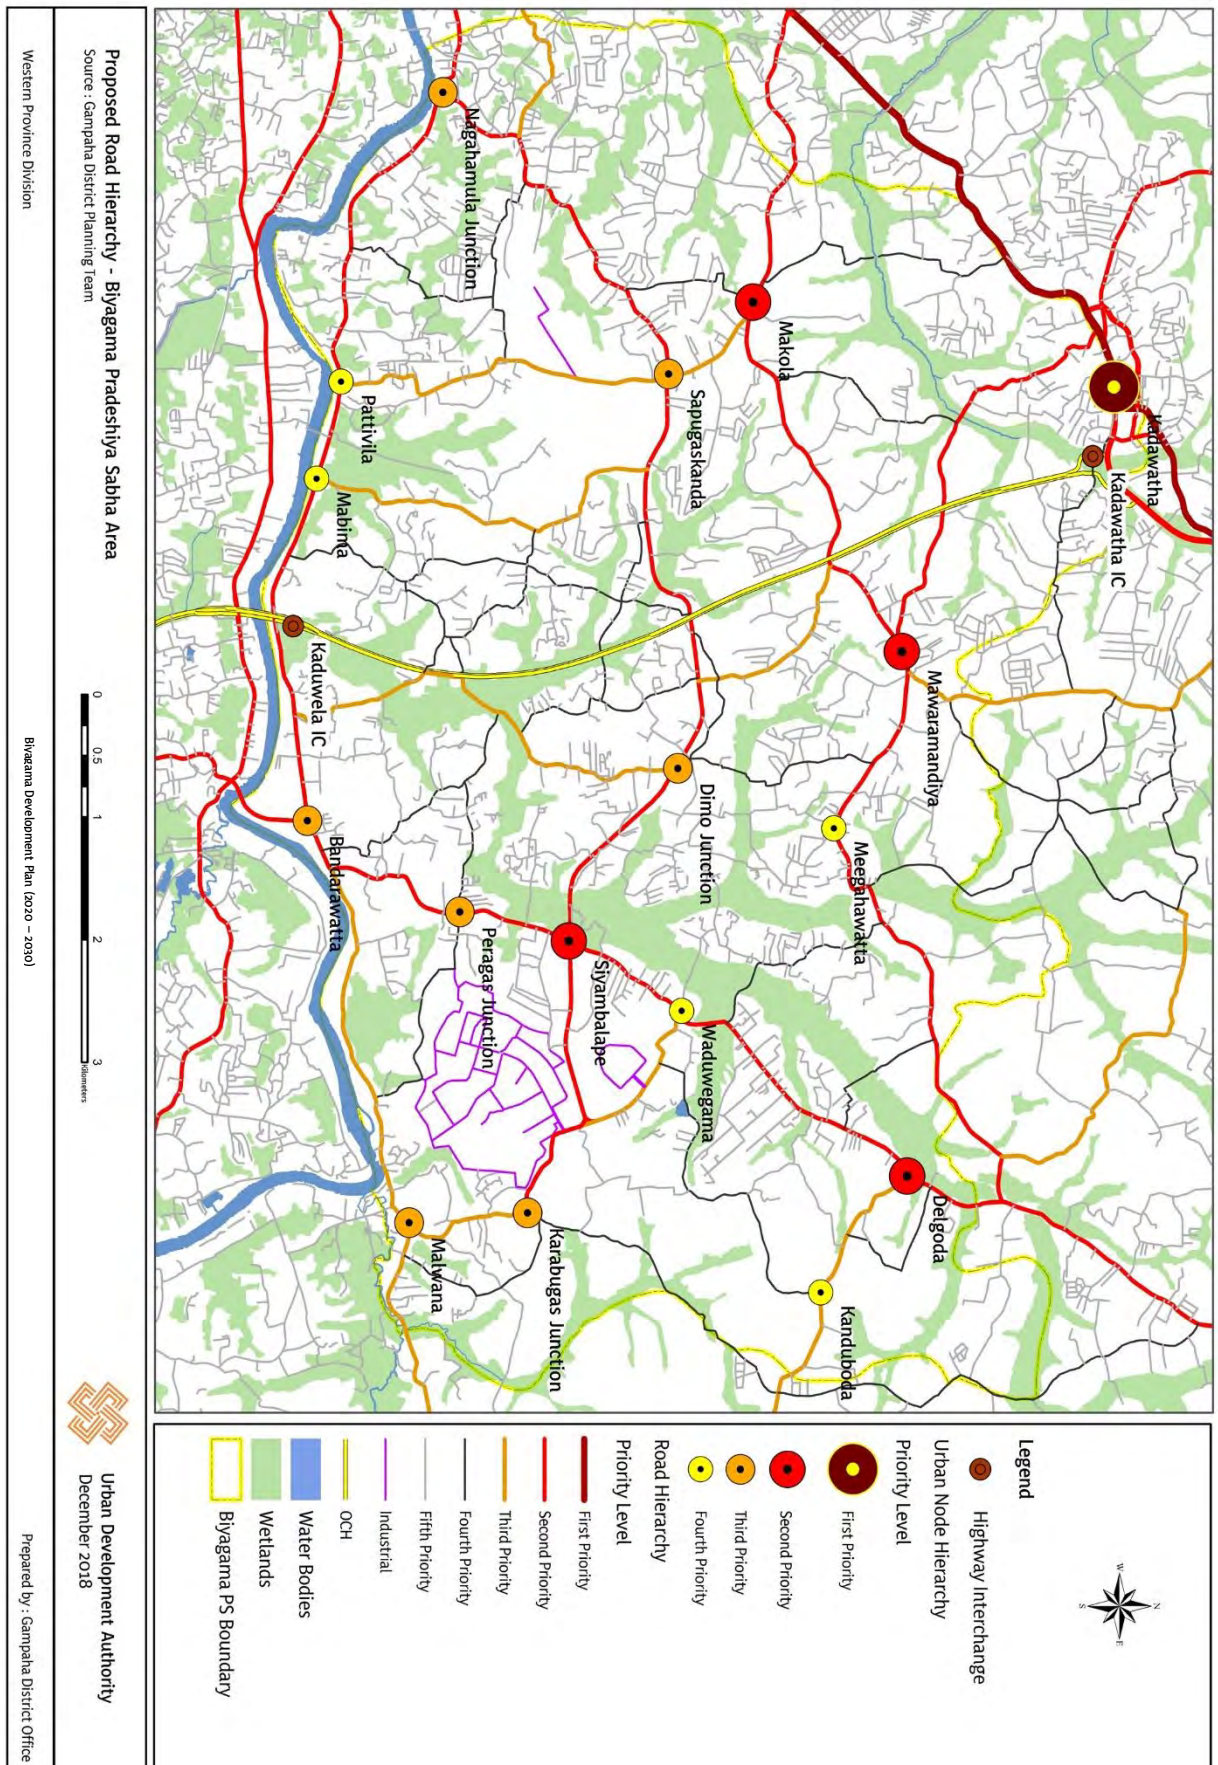 Kadawatha
Kadawatha IC
Mawaramandiya
Meegahawatta
Delgoda
Kanduboda
Makola
Sapugaskanda
Dimo Junction
Waduwegama
Siyambalape
Karabugas Junction
Nagahamula Junction
Peragas Junction
Malwana
Pattivila
Mabima
Kaduwela IC
Bandarawatta
Legend
Highway Interchange
Urban Node Hierarchy
Priority Level
First Priority
Second Priority
Third Priority
Fourth Priority
Road Hierarchy
Priority Level
First Priority
Second Priority
Third Priority
Fourth Priority
Fifth Priority
Industrial
OCH
Water Bodies
Wetlands
Biyagama PS Boundary
N
W
E
S
Proposed Road Hierarchy - Biyagama Pradeshiya Sabha Area
Source : Gampaha District Planning Team
0 0.5 1 2 3
Kilometers
Urban Development Authority
December 2018
Western Province Division
Biyagama Development Plan (2020 – 2030)
Prepared by : Gampaha District Office